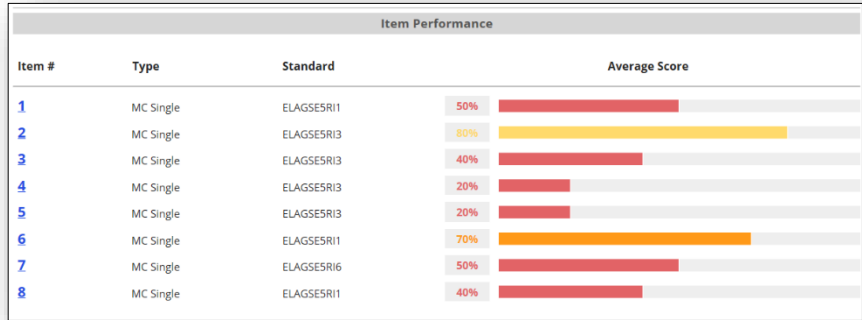 Item Performance
Item # Type Standard Average Score
1 MC Single ELAGSE5RI1 50%
2 MC Single ELAGSE5RI3 80%
3 MC Single ELAGSE5RI3 40%
4 MC Single ELAGSE5RI3 20%
5 MC Single ELAGSE5RI3 20%
6 MC Single ELAGSE5RI1 70%
7 MC Single ELAGSE5RI6 50%
8 MC Single ELAGSE5RI1 40%